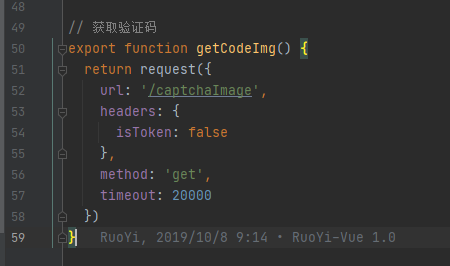 48
49 // 获取验证码
50 export function getCodeImg() {
51 return request({
52 url: '/captchaImage',
53 headers: {
54 isToken: false
55 },
56 method: 'get',
57 timeout: 20000
58 })
59 } RuoYi, 2019/10/8 9:14 · RuoYi-Vue 1.0